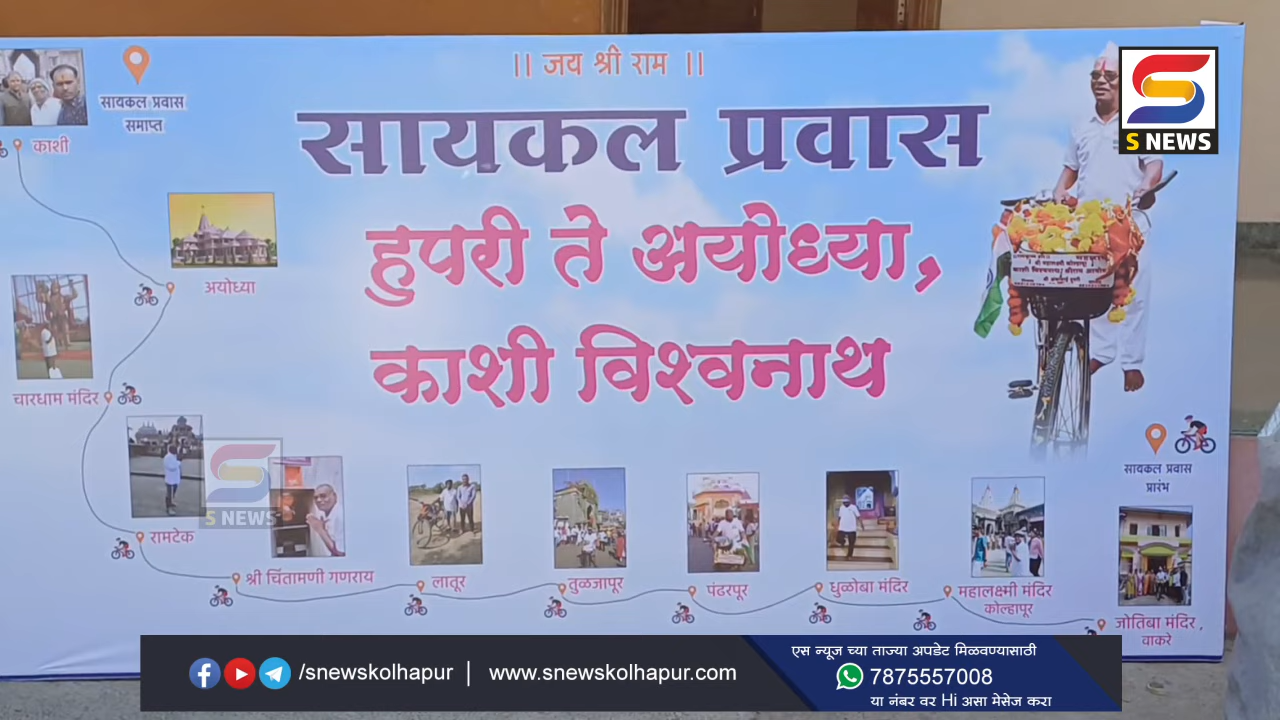 || जय श्री राम ||
सायकल प्रवास
हुपरी ते अयोध्या,
काशी विश्वनाथ
सायकल प्रवास
समाप्त
काशी
अयोध्या
चारधाम मंदिर
रामटेक
श्री चिंतामणी गणराय
लातूर
तुळजापूर
पंढरपूर
धुळोबा मंदिर
महालक्ष्मी मंदिर
कोल्हापूर
जोतिबा मंदिर,
वाकरे
सायकल प्रवास
प्रारंभ
S NEWS
S NEWS
/snewskolhapur | www.snewskolhapur.com
एस न्यूज च्या ताज्या अपडेट मिळवण्यासाठी
7875557008
या नंबर वर Hi असा मेसेज करा